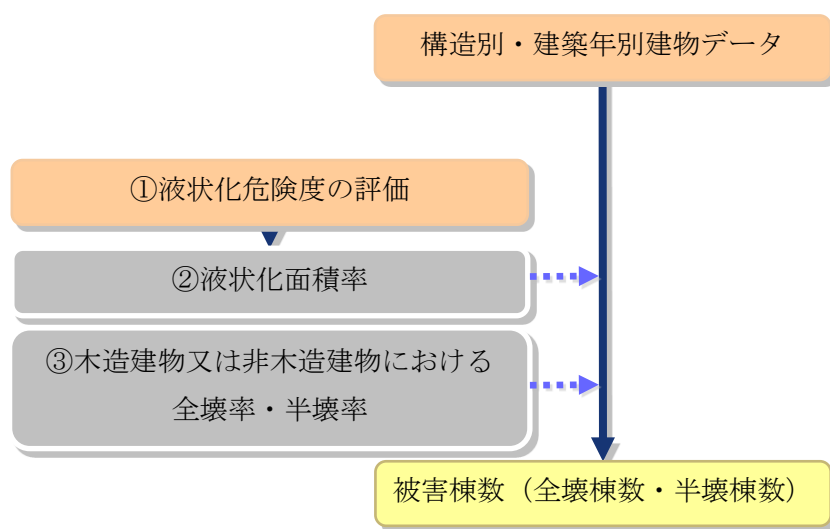 構造別・建築年別建物データ
①液状化危険度の評価
②液状化面積率
③木造建物又は非木造建物における
全壊率・半壊率
被害棟数（全壊棟数・半壊棟数）